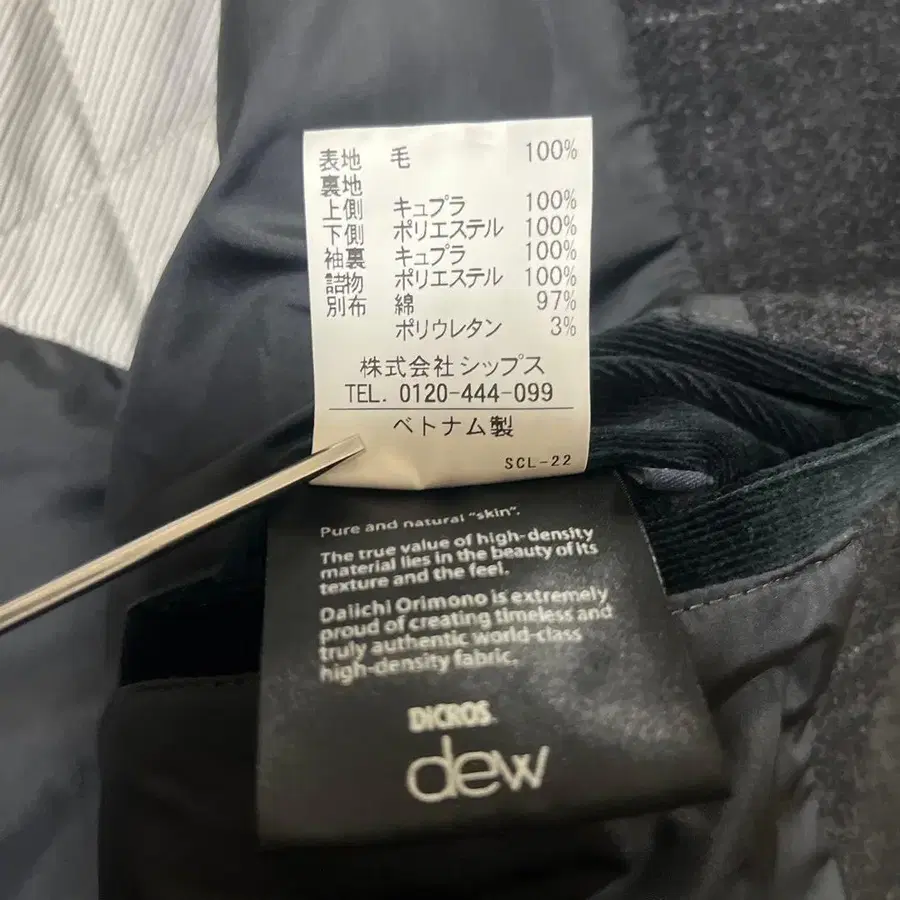 表地 毛 100%
裏地
上側 キュプラ 100%
下側 ポリエステル 100%
袖裏 キュプラ 100%
詰物 ポリエステル 100%
別布 綿 97%
ポリウレタン 3%
株式会社シップス
TEL. 0120-444-099
ベトナム製
SCL-22
Pure and natural "skin".
The true value of high-density
material lies in the beauty of its
texture and the feel.
Daiichi Orimono is extremely
proud of creating timeless and
truly authentic world-class
high-density fabric.
DICROS
dew